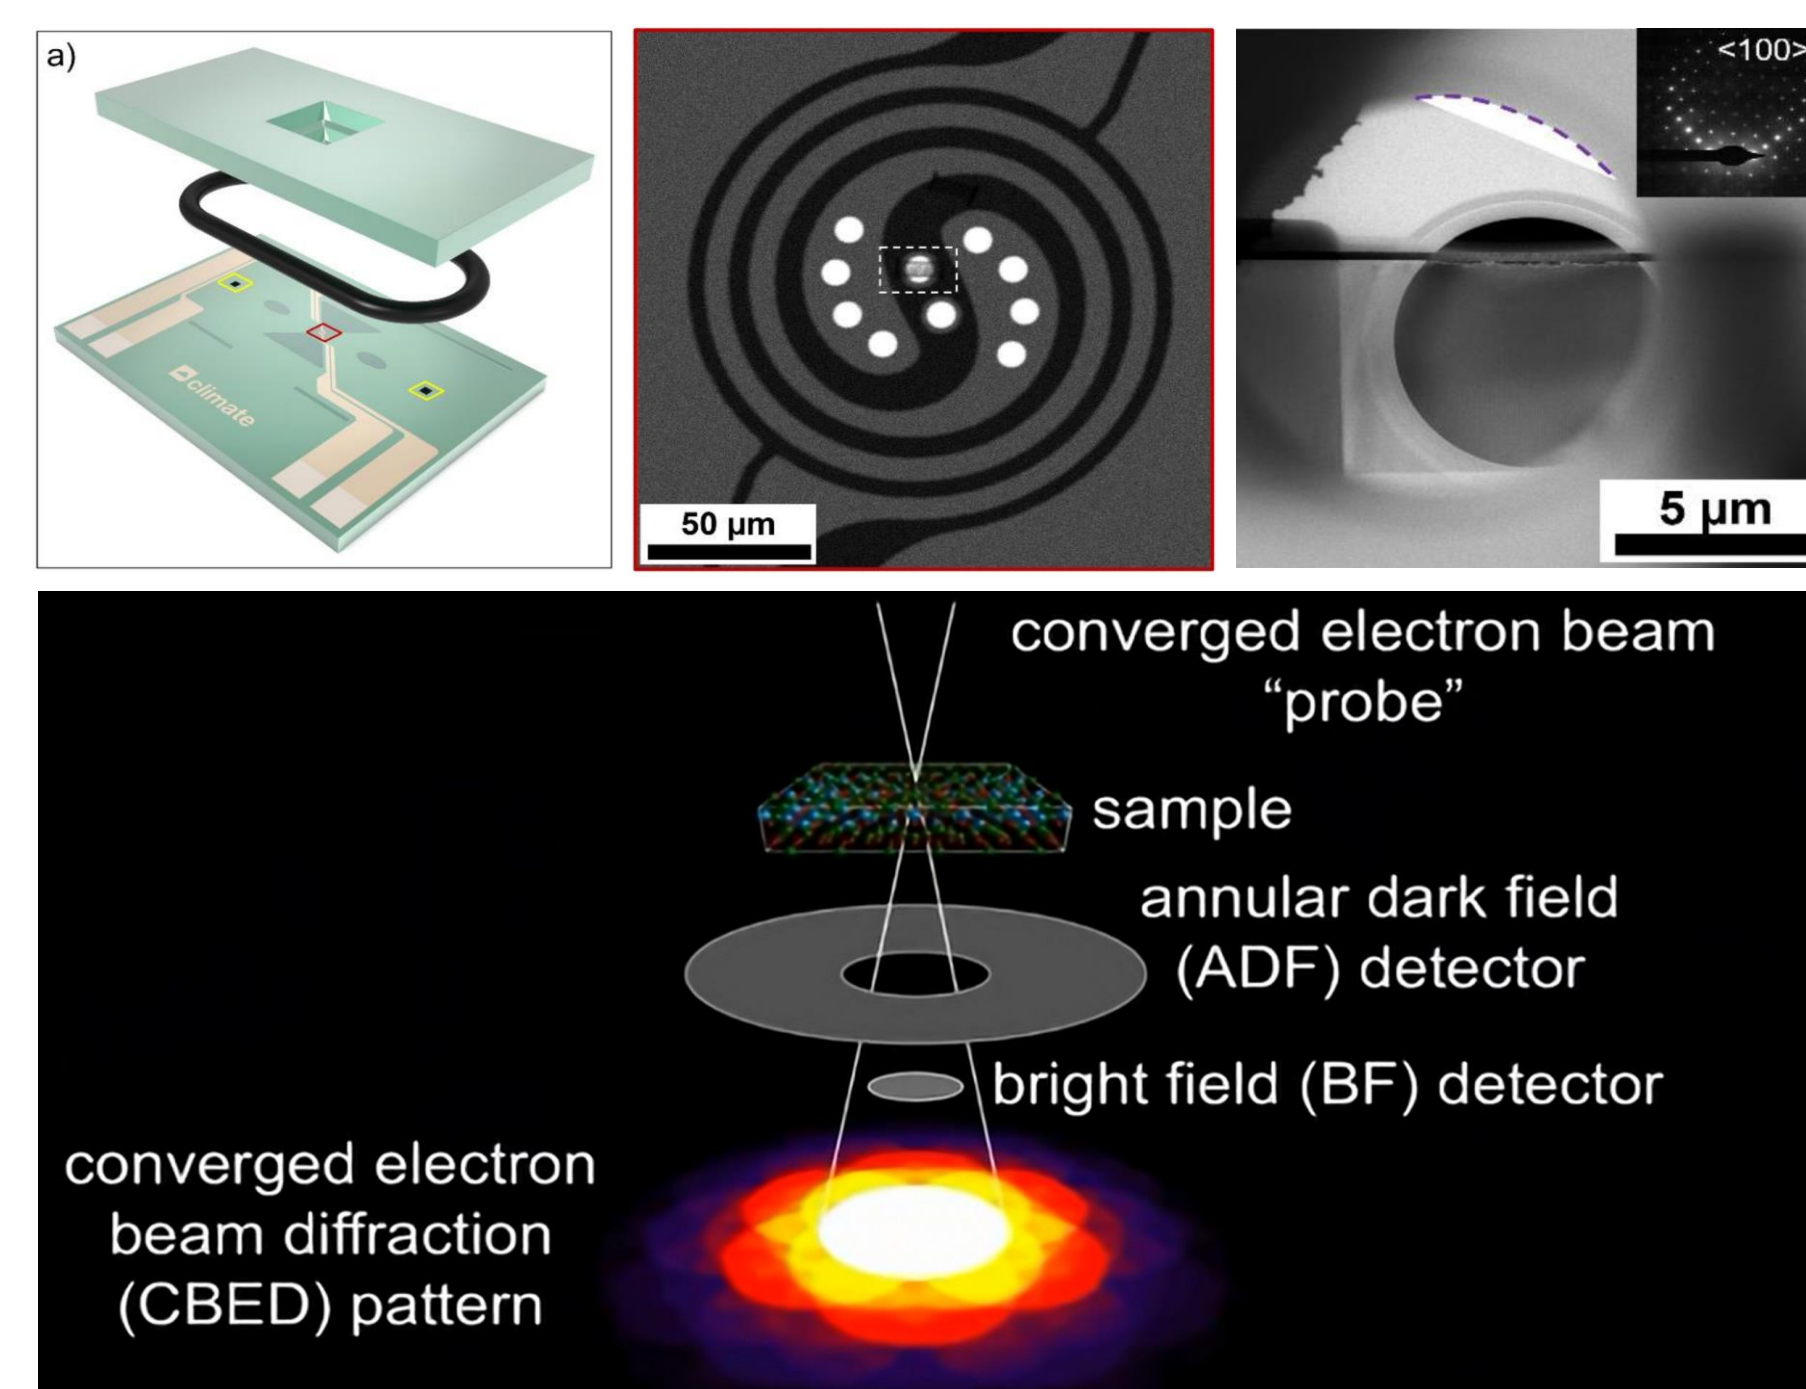 a)
climate
50 µm
<100>
5 µm
converged electron beam
“probe”
sample
annular dark field
(ADF) detector
bright field (BF) detector
converged electron
beam diffraction
(CBED) pattern